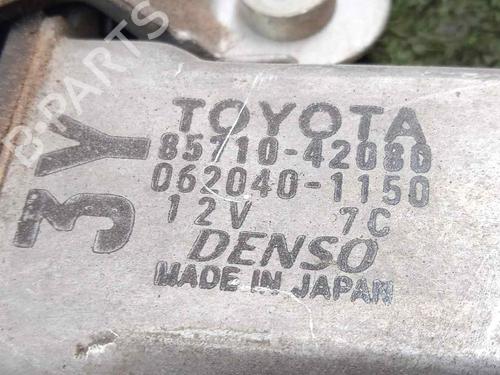 B-PARTS
TOYOTA
85710-42080
062040-1150
12V 7C
DENSO
MADE IN JAPAN
3Y